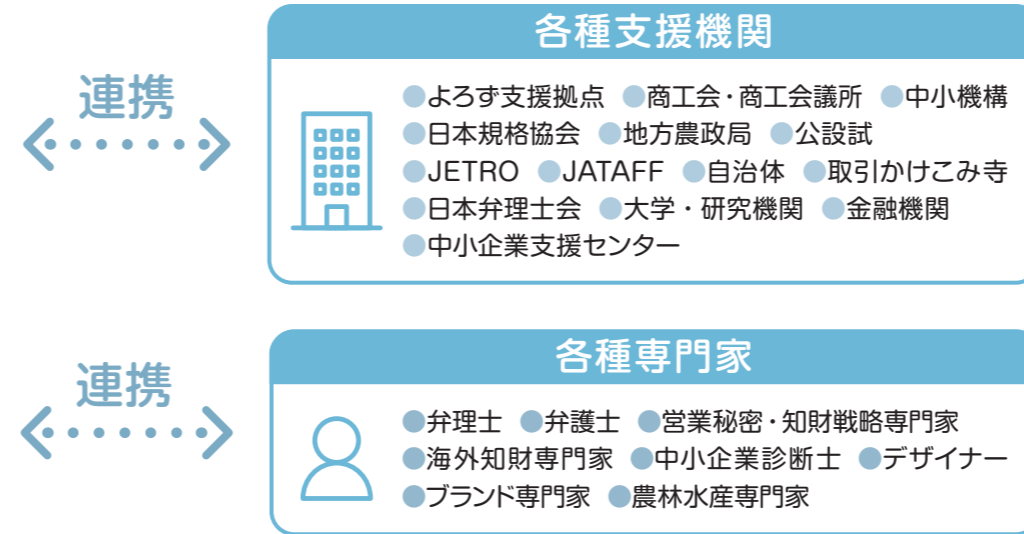 各種支援機関
連携
●よろず支援拠点 ●商工会・商工会議所 ●中小機構
●日本規格協会 ●地方農政局 ●公設試
●JETRO ●JATAFF ●自治体 ●取引かけこみ寺
●日本弁理士会 ●大学・研究機関 ●金融機関
●中小企業支援センター
各種専門家
連携
●弁理士 ●弁護士 ●営業秘密・知財戦略専門家
●海外知財専門家 ●中小企業診断士 ●デザイナー
●ブランド専門家 ●農林水産専門家